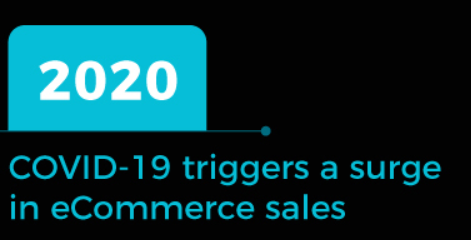 2020
COVID-19 triggers a surge
in eCommerce sales